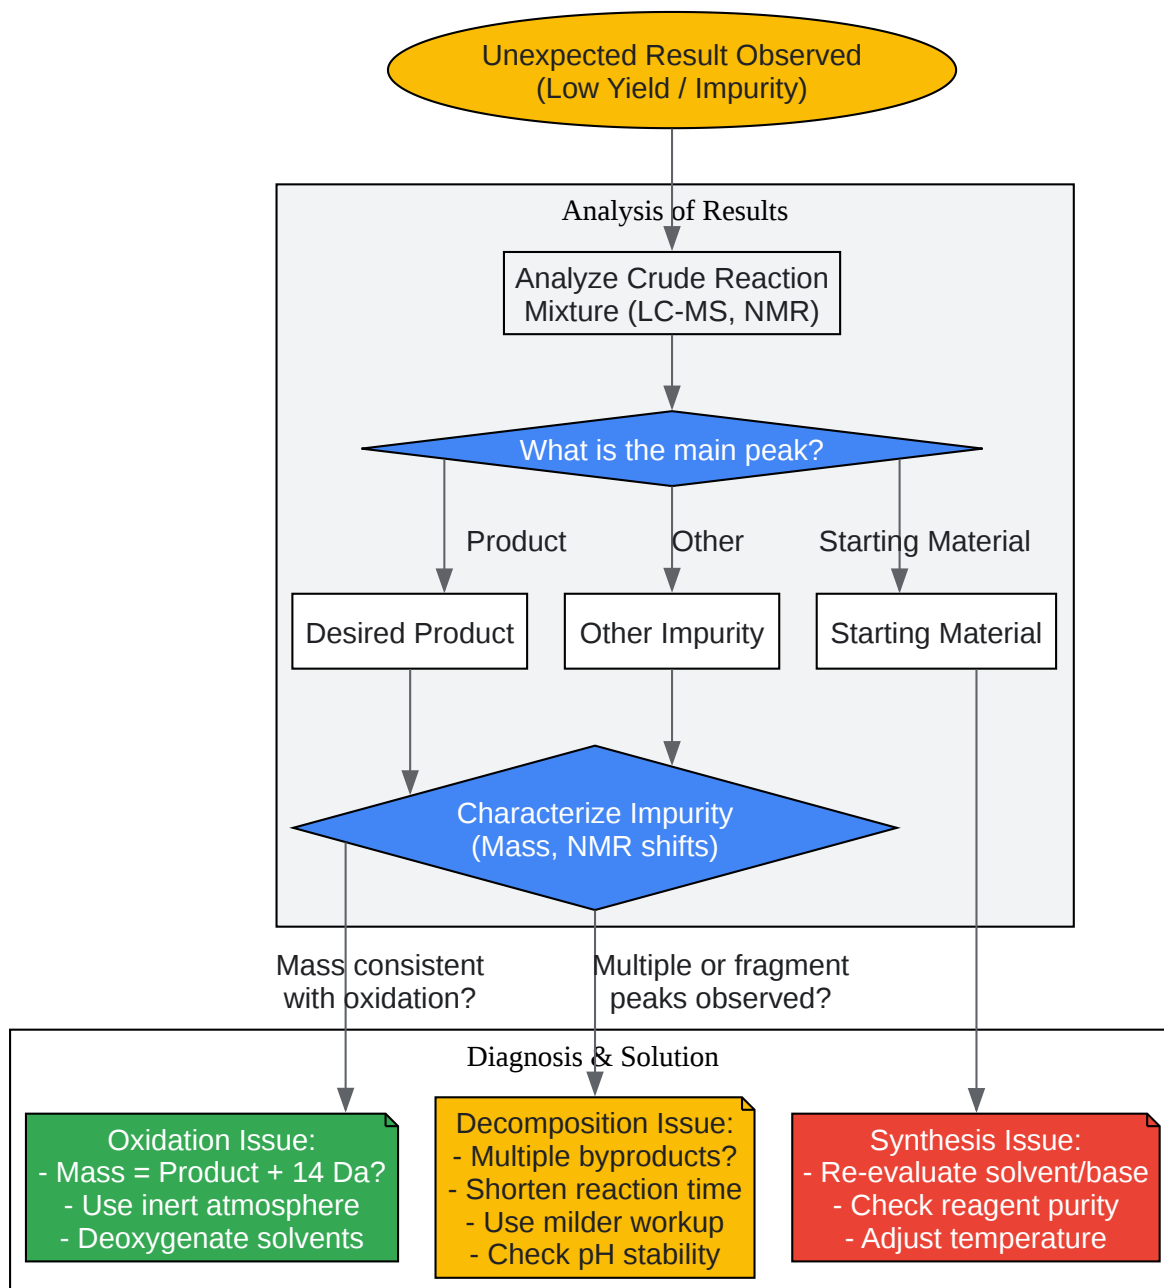 Unexpected Result Observed
(Low Yield / Impurity)
Analysis of Results
Analyze Crude Reaction
Mixture (LC-MS, NMR)
What is the main peak?
Product
Other
Starting Material
Desired Product
Other Impurity
Starting Material
Characterize Impurity
(Mass, NMR shifts)
Mass consistent
with oxidation?
Multiple or fragment
peaks observed?
Diagnosis & Solution
Oxidation Issue:
- Mass = Product + 14 Da?
- Use inert atmosphere
- Deoxygenate solvents
Decomposition Issue:
- Multiple byproducts?
- Shorten reaction time
- Use milder workup
- Check pH stability
Synthesis Issue:
- Re-evaluate solvent/base
- Check reagent purity
- Adjust temperature